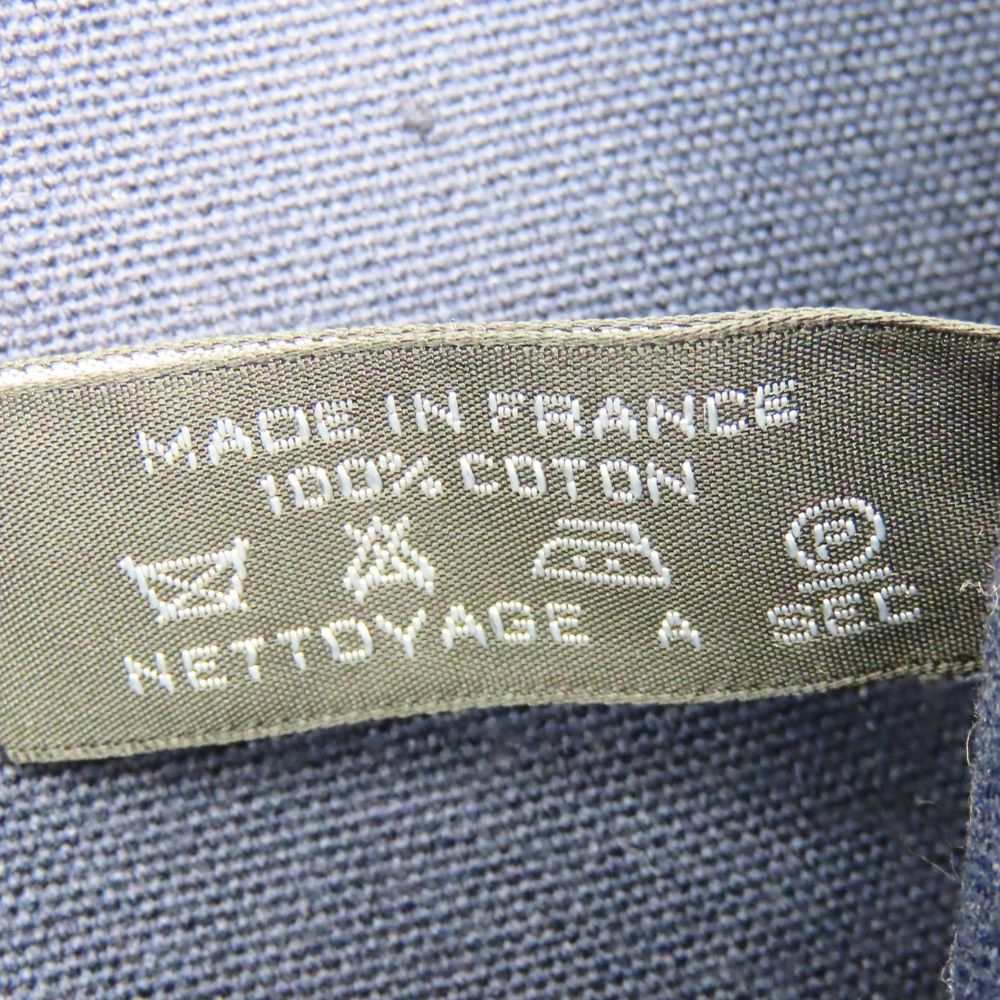 MADE IN FRANCE
100% COTON
P
NETTOYAGE A SEC